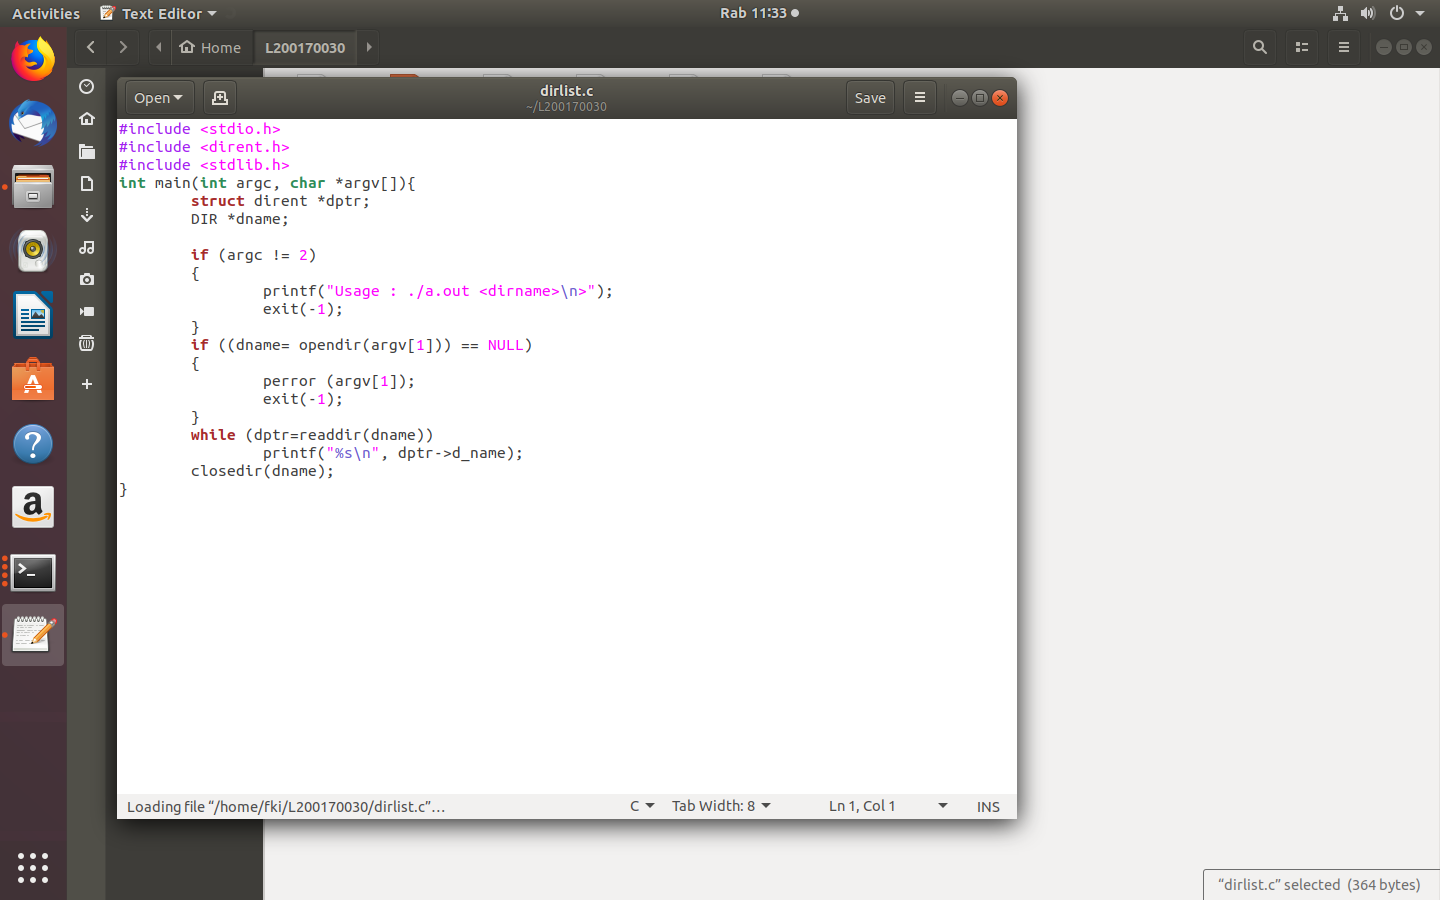 Activities Text Editor Rab 11:33
Home L200170030
Open dirlist.c Save
~/L200170030
#include <stdio.h>
#include <dirent.h>
#include <stdlib.h>
int main(int argc, char *argv[]){
struct dirent *dptr;
DIR *dname;
if (argc != 2)
{
printf("Usage : ./a.out <dirname>\n>");
exit(-1);
}
if ((dname= opendir(argv[1])) == NULL)
{
perror (argv[1]);
exit(-1);
}
while (dptr=readdir(dname))
printf("%s\n", dptr->d_name);
closedir(dname);
}
Loading file “/home/fki/L200170030/dirlist.c”… C Tab Width: 8 Ln 1, Col 1 INS
“dirlist.c” selected (364 bytes)